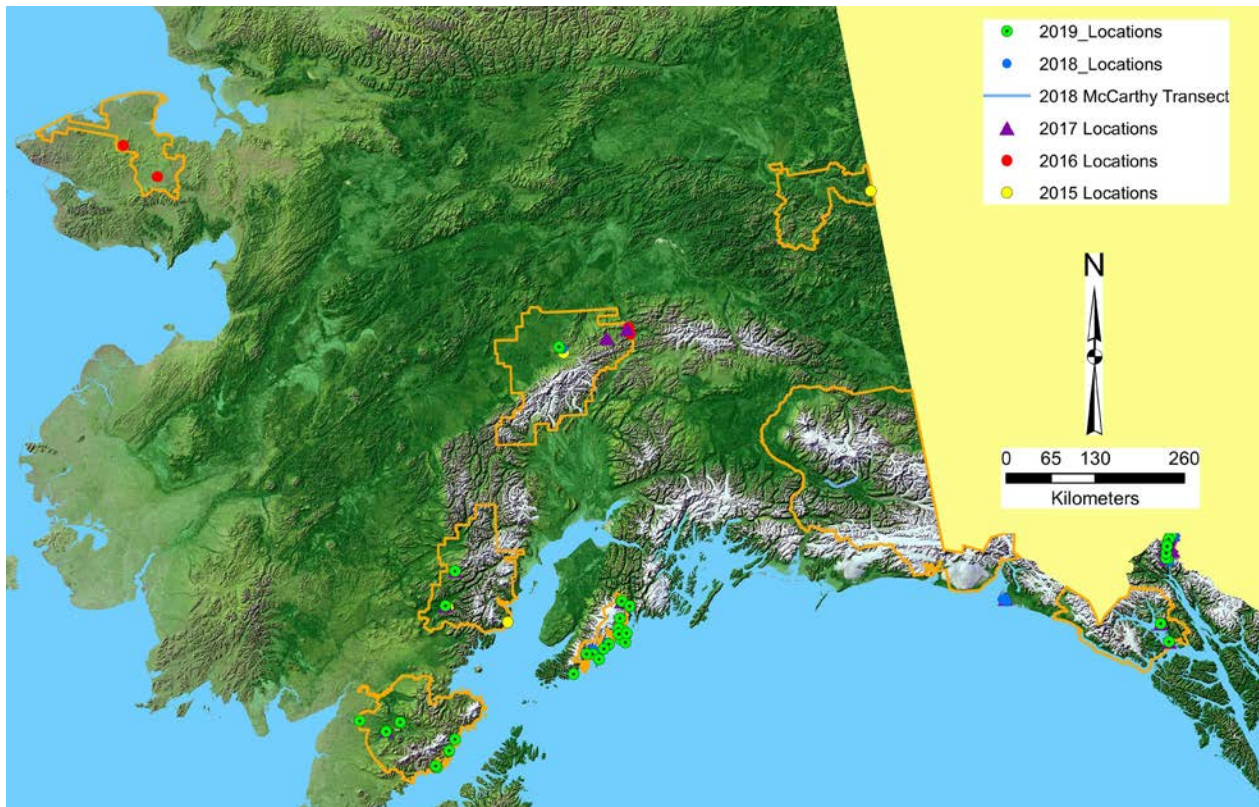 2019_Locations
2018_Locations
2018 McCarthy Transect
2017 Locations
2016 Locations
2015 Locations
N
0 65 130 260
Kilometers